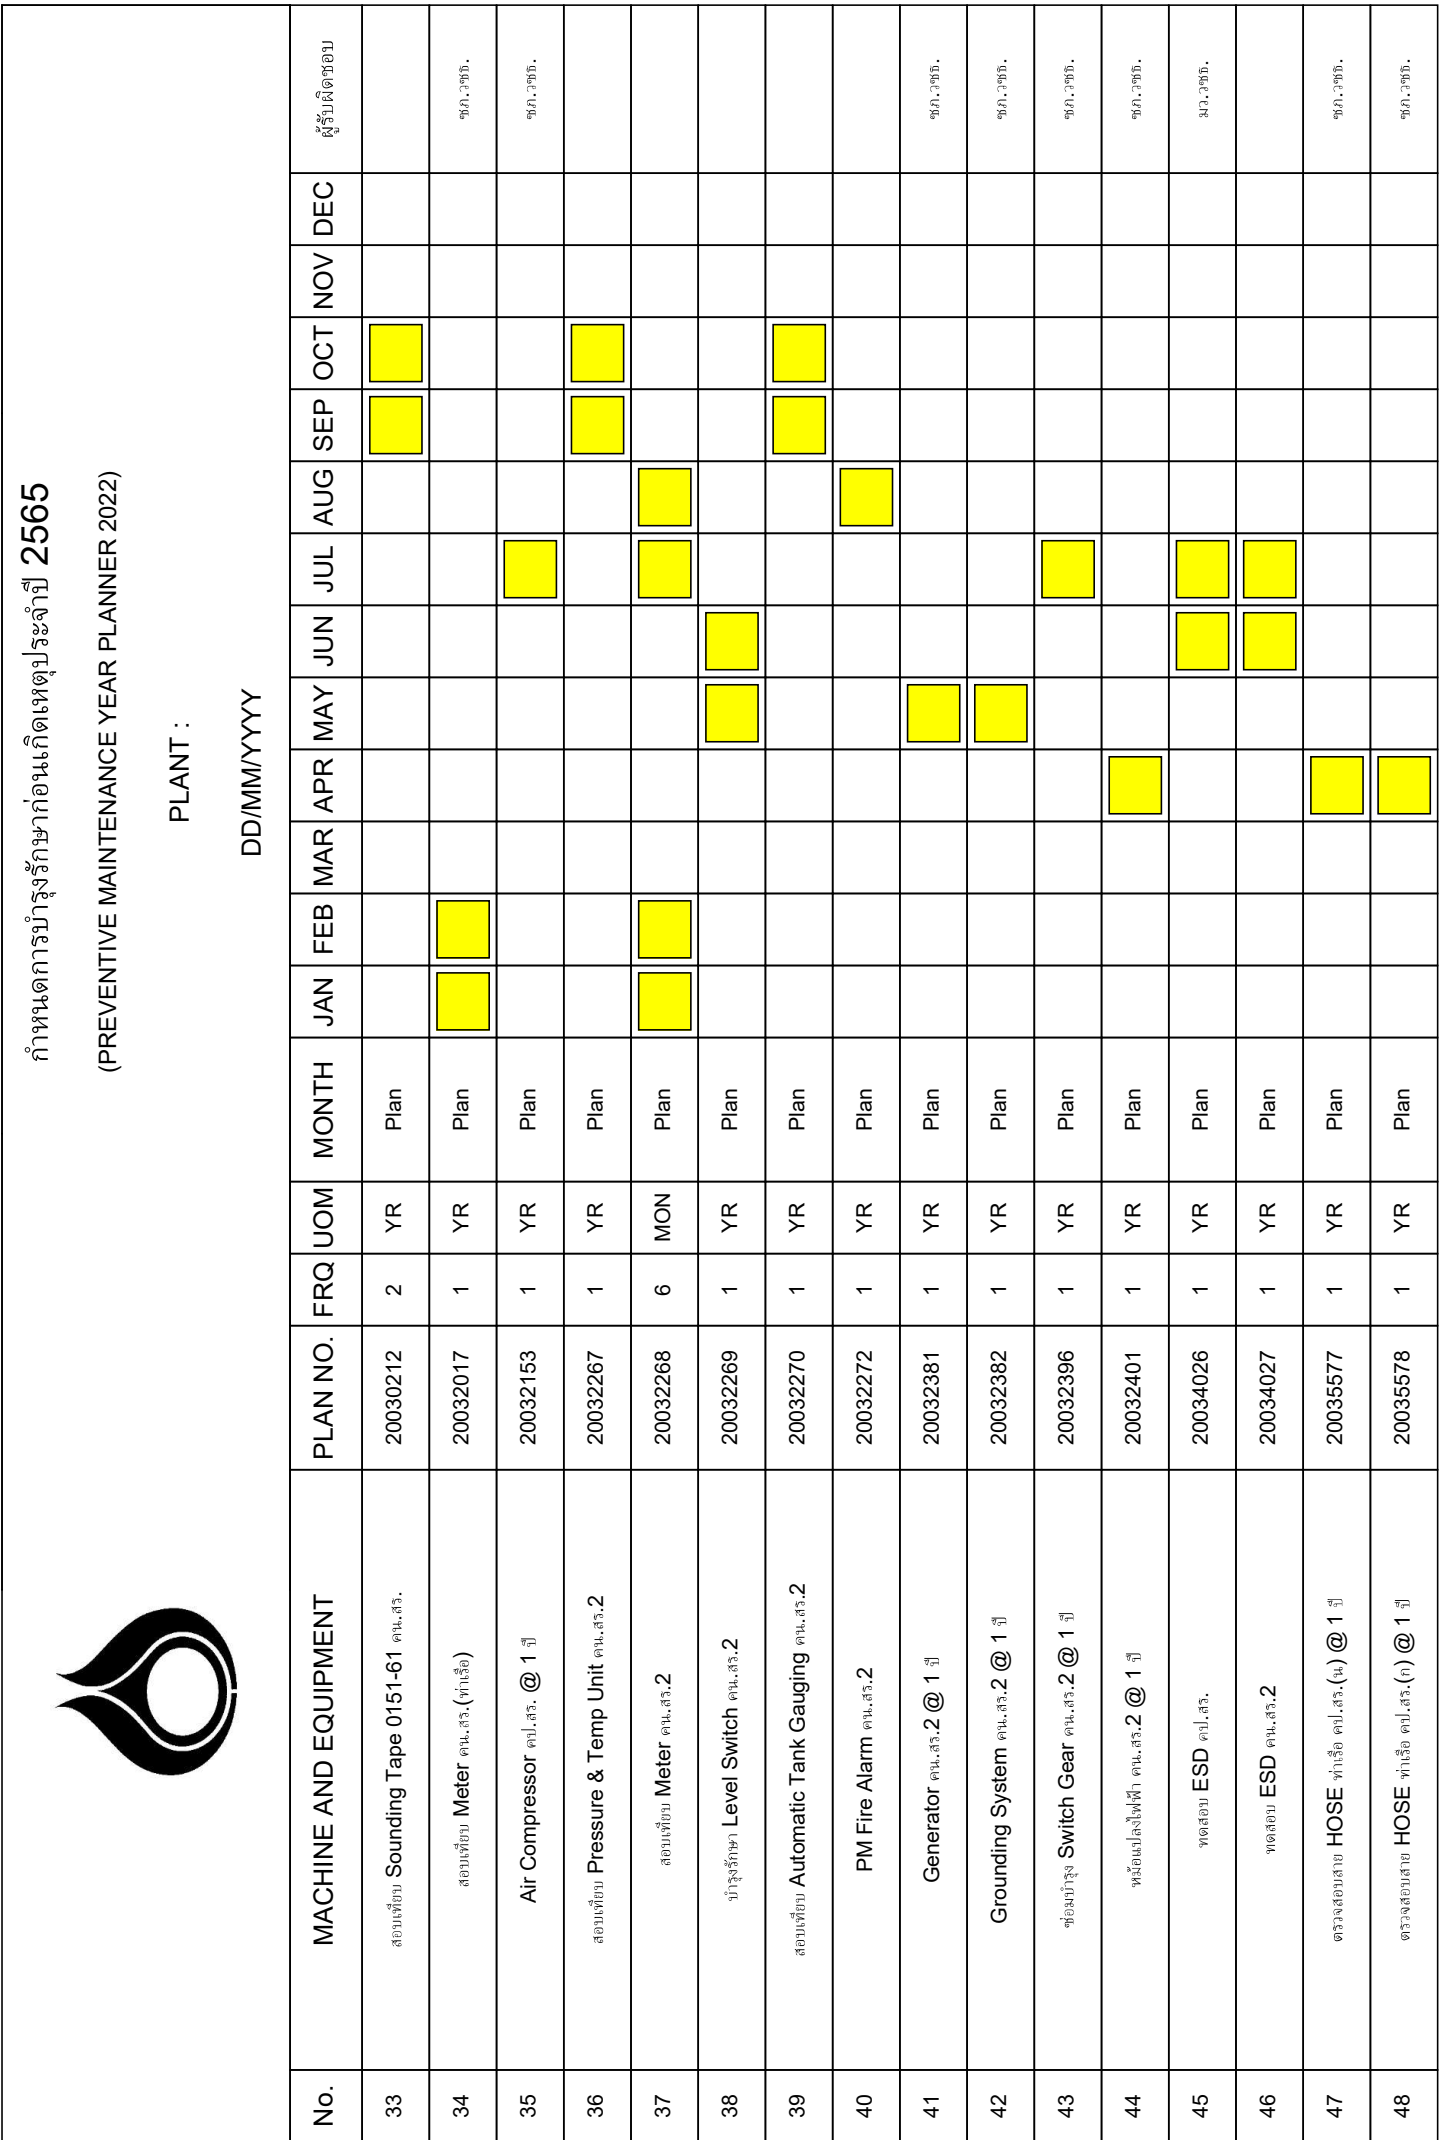 กำหนดการบำรุงรักษาก่อนเกิดเหตุประจำปี 2565
(PREVENTIVE MAINTENANCE YEAR PLANNER 2022)
PLANT :
DD/MM/YYYY
No. MACHINE AND EQUIPMENT PLAN NO. FRQ UOM MONTH JAN FEB MAR APR MAY JUN JUL AUG SEP OCT NOV DEC ผู้รับผิดชอบ
33 สอบเทียบ Sounding Tape 0151-61 คน.สร. 20030212 2 YR Plan
34 สอบเทียบ Meter คน.สร.(ท่าเรือ) 20032017 1 YR Plan ซภ.วซธ.
35 Air Compressor คป.สร. @ 1 ปี 20032153 1 YR Plan ซภ.วซธ.
36 สอบเทียบ Pressure & Temp Unit คน.สร.2 20032267 1 YR Plan
37 สอบเทียบ Meter คน.สร.2 20032268 6 MON Plan
38 บำรุงรักษา Level Switch คน.สร.2 20032269 1 YR Plan
39 สอบเทียบ Automatic Tank Gauging คน.สร.2 20032270 1 YR Plan
40 PM Fire Alarm คน.สร.2 20032272 1 YR Plan
41 Generator คน.สร.2 @ 1 ปี 20032381 1 YR Plan ซภ.วซธ.
42 Grounding System คน.สร.2 @ 1 ปี 20032382 1 YR Plan ซภ.วซธ.
43 ซ่อมบำรุง Switch Gear คน.สร.2 @ 1 ปี 20032396 1 YR Plan ซภ.วซธ.
44 หม้อแปลงไฟฟ้า คน.สร.2 @ 1 ปี 20032401 1 YR Plan ซภ.วซธ.
45 ทดสอบ ESD คป.สร. 20034026 1 YR Plan มว.วซธ.
46 ทดสอบ ESD คน.สร.2 20034027 1 YR Plan
47 ตรวจสอบสาย HOSE ท่าเรือ คป.สร.(น) @ 1 ปี 20035577 1 YR Plan ซภ.วซธ.
48 ตรวจสอบสาย HOSE ท่าเรือ คป.สร.(ก) @ 1 ปี 20035578 1 YR Plan ซภ.วซธ.